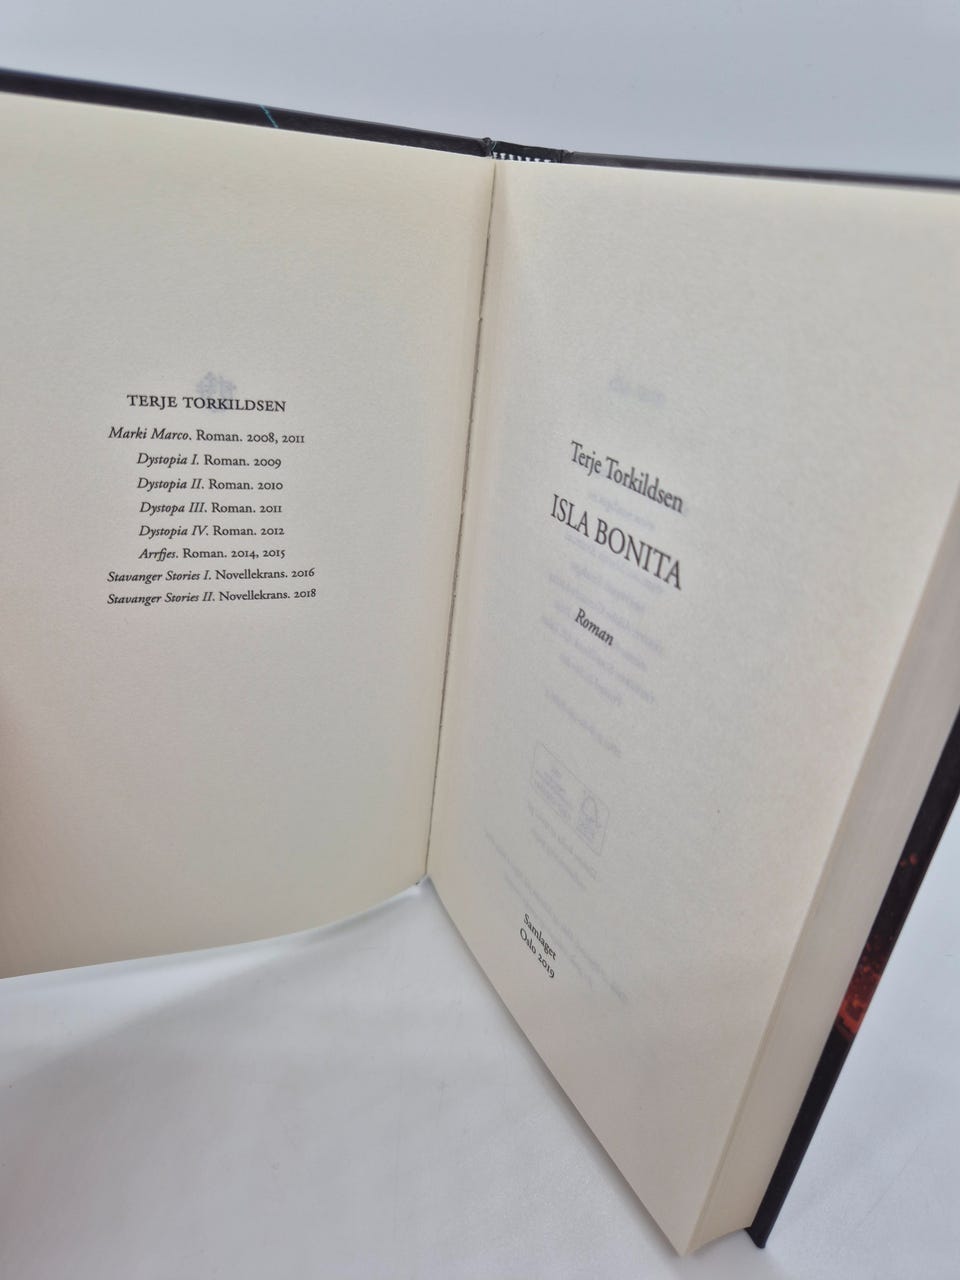 TERJE TORKILDSEN
Marki Marco. Roman. 2008, 2011
Dystopia I. Roman. 2009
Dystopia II. Roman. 2010
Dystopa III. Roman. 2011
Dystopia IV. Roman. 2012
Arrfjes. Roman. 2014, 2015
Stavanger Stories I. Novellekrans. 2016
Stavanger Stories II. Novellekrans. 2018
Terje Torkildsen
ISLA BONITA
Roman
Samlaget
Oslo 2019